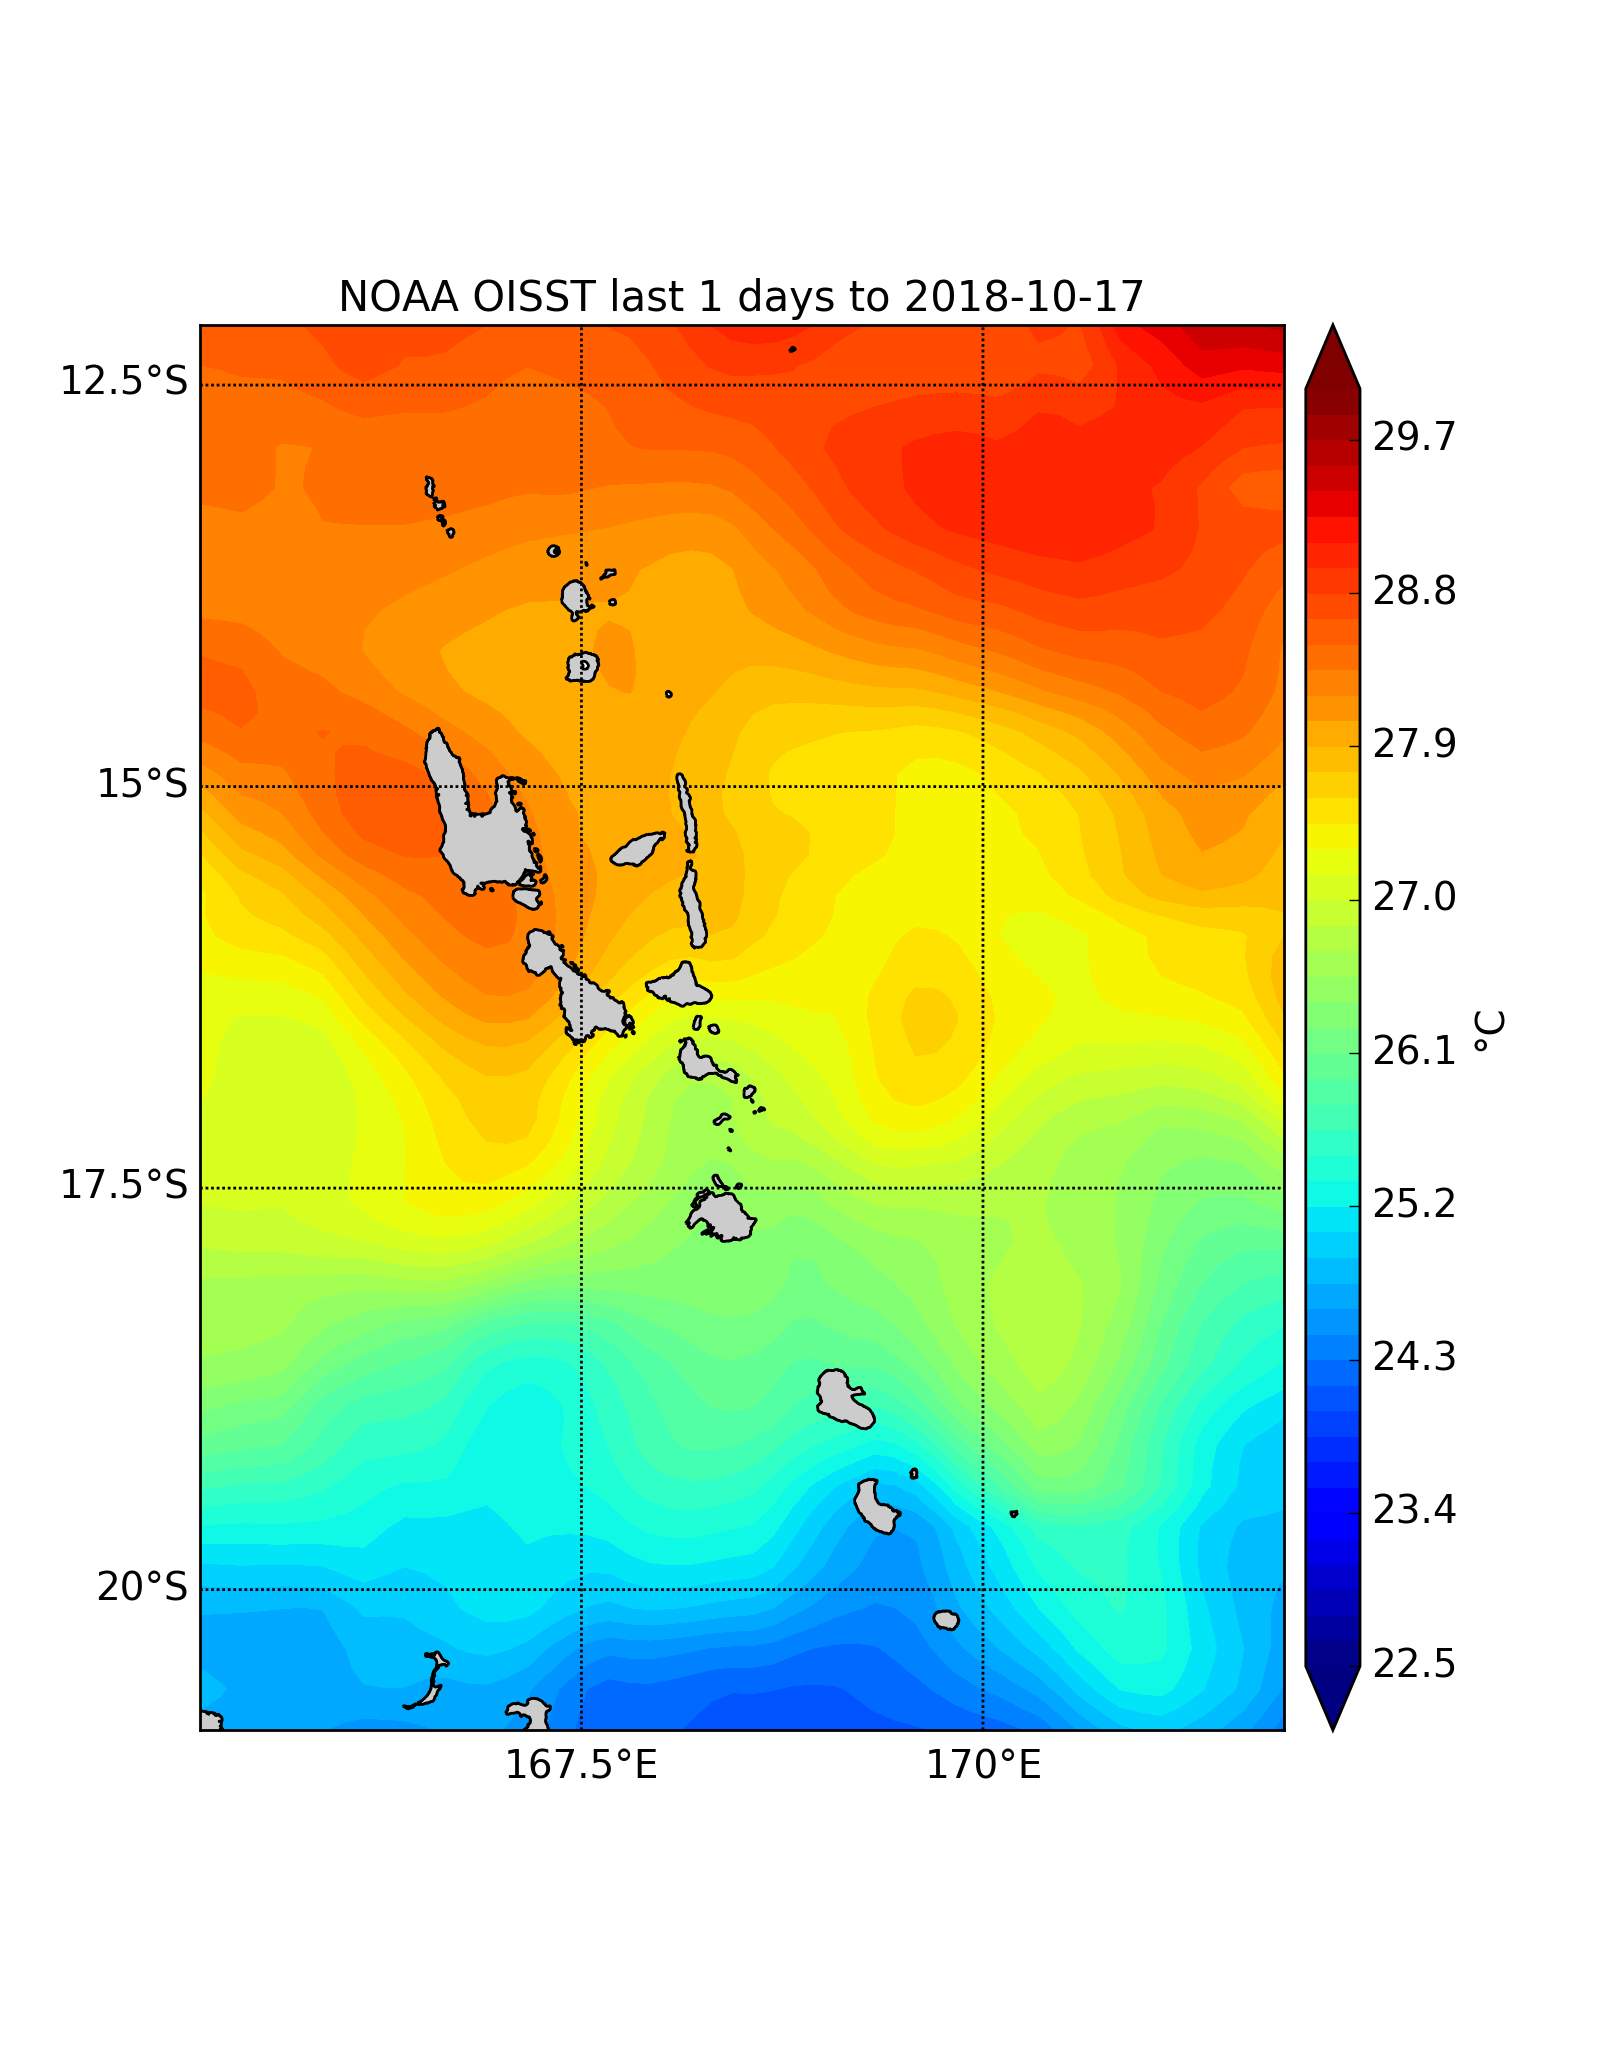 NOAA OISST last 1 days to 2018-10-17
12.5°S
15°S
17.5°S
20°S
167.5°E
170°E
29.7
28.8
27.9
27.0
26.1
25.2
24.3
23.4
22.5
°C